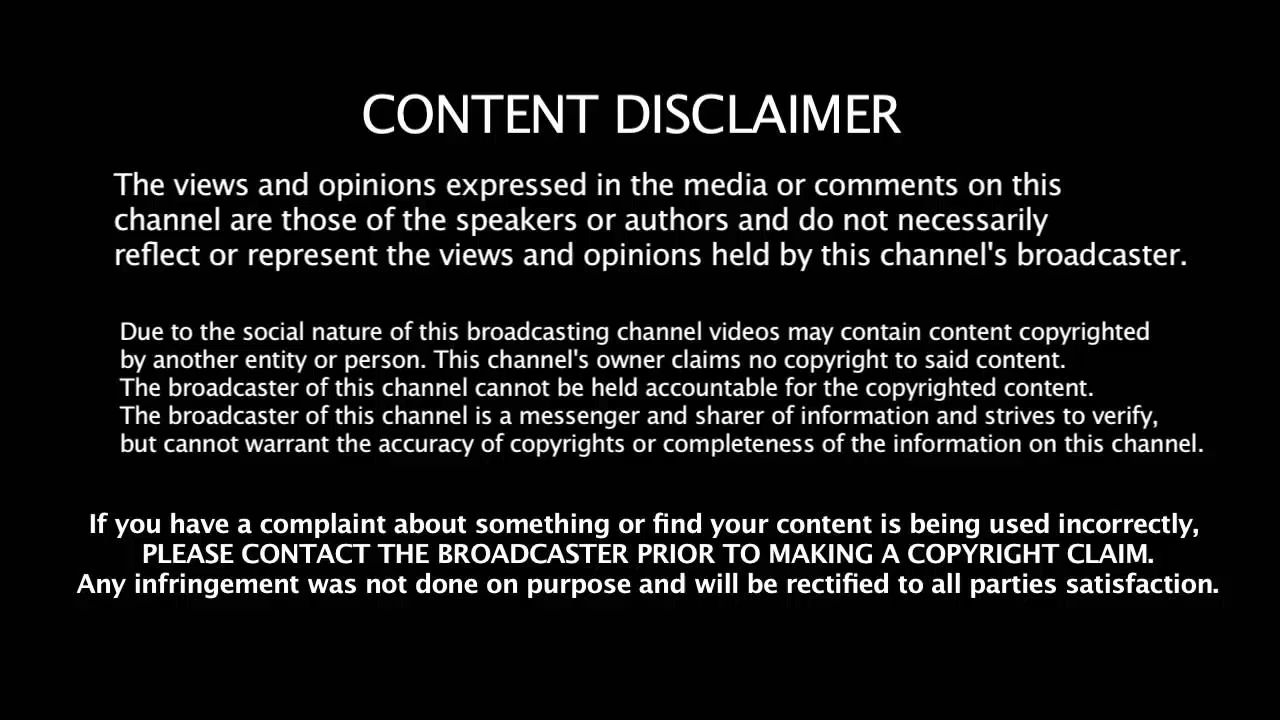 CONTENT DISCLAIMER
The views and opinions expressed in the media or comments on this
channel are those of the speakers or authors and do not necessarily
reflect or represent the views and opinions held by this channel's broadcaster.
Due to the social nature of this broadcasting channel videos may contain content copyrighted
by another entity or person. This channel's owner claims no copyright to said content.
The broadcaster of this channel cannot be held accountable for the copyrighted content.
The broadcaster of this channel is a messenger and sharer of information and strives to verify,
but cannot warrant the accuracy of copyrights or completeness of the information on this channel.
If you have a complaint about something or find your content is being used incorrectly,
PLEASE CONTACT THE BROADCASTER PRIOR TO MAKING A COPYRIGHT CLAIM.
Any infringement was not done on purpose and will be rectified to all parties satisfaction.